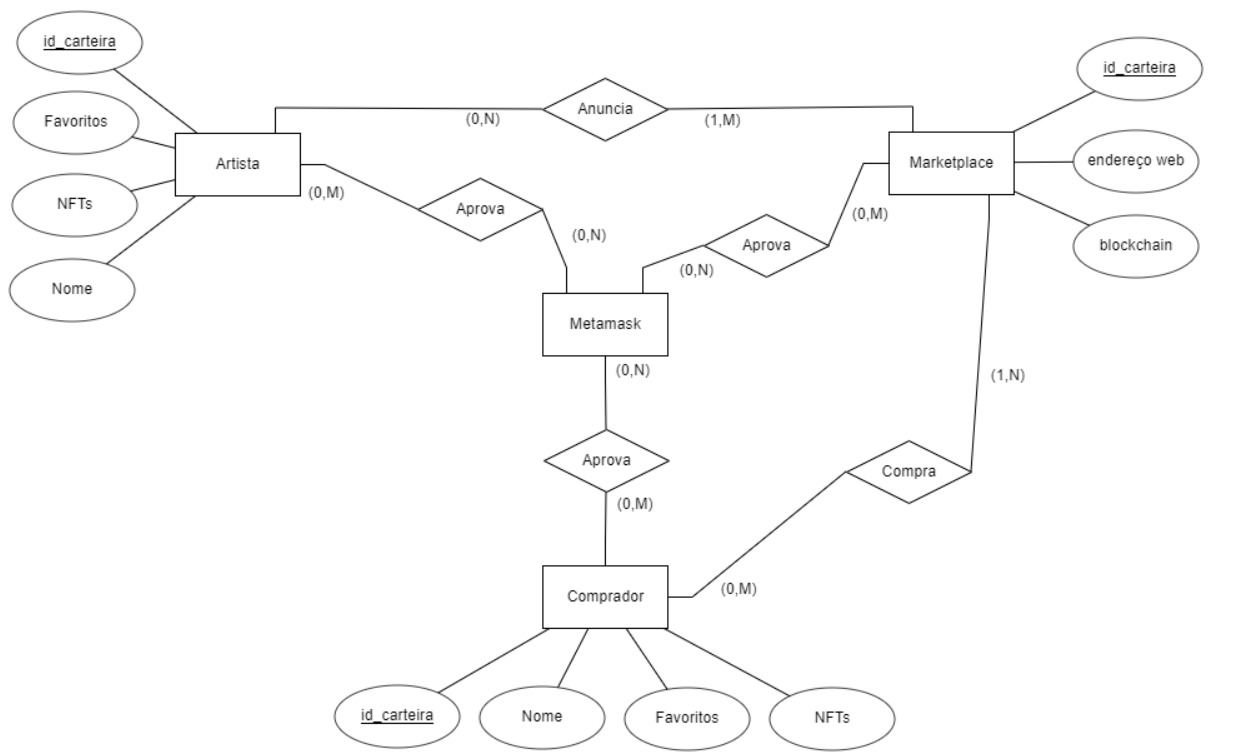 id_carteira
Favoritos
NFTs
Nome
Artista
(0,N)
Anuncia
(1,M)
id_carteira
endereço web
blockchain
Marketplace
(0,M)
Aprova
(0,N)
(0,M)
Aprova
(0,N)
Metamask
(0,N)
Aprova
(0,M)
(1,N)
Compra
(0,M)
Comprador
id_carteira
Nome
Favoritos
NFTs